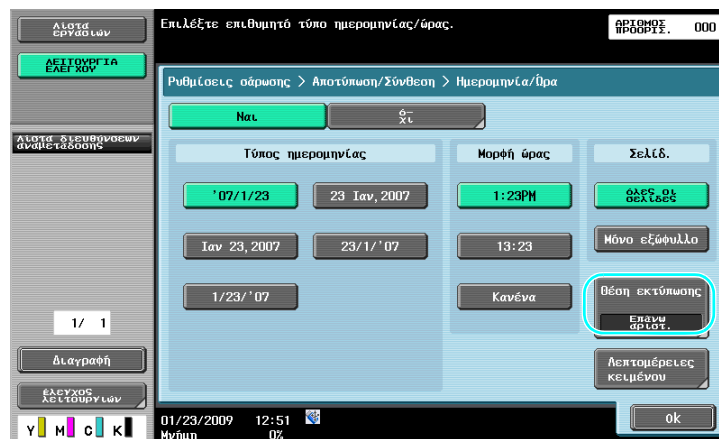 Λίστα
εργασιών
Επιλέξτε επιθυμητό τύπο ημερομηνίας/ώρας.
ΑΡΙΘΜΟΣ
ΠΡΟΟΡΙΣ.
000
ΛΕΙΤΟΥΡΓΙΑ
ΕΛΕΓΧΟΥ
Ρυθμίσεις σάρωσης > Αποτύπωση/Σύνθεση > Ημερομηνία/Ώρα
Ναι
ό-
χι
Λίστα διευθύνσεων
αναμετάδοσης
Τύπος ημερομηνίας
Μορφή ώρας
Σελίδ.
'07/1/23
23 Ιαν,2007
1:23PM
όλες οι
σελίδες
Ιαν 23,2007
23/1/'07
13:23
Μόνο εξώφυλλο
1/23/'07
Κανένα
Θέση εκτύπωσης
Επάνω
αριστ.
1/ 1
Διαγραφή
Λεπτομέρειες
κειμένου
έλεγχος
λειτουργιών
Y M C K
01/23/2009 12:51
Μνήμη 0%
Ok